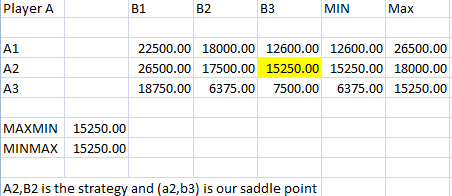 Player A B1 B2 B3 MIN Max
A1 22500.00 18000.00 12600.00 12600.00 26500.00
A2 26500.00 17500.00 15250.00 15250.00 18000.00
A3 18750.00 6375.00 7500.00 6375.00 15250.00
MAXMIN 15250.00
MINMAX 15250.00
A2,B2 is the strategy and (a2,b3) is our saddle point